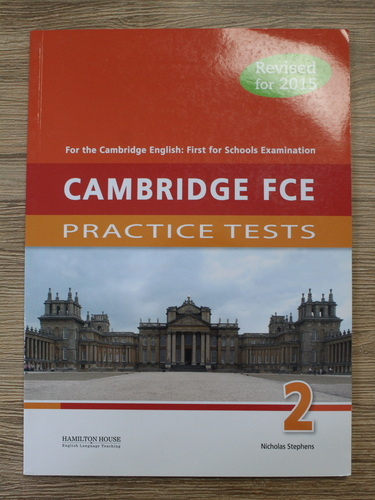 Revised
for 2015
For the Cambridge English: First for Schools Examination
CAMBRIDGE FCE
PRACTICE TESTS
2
HAMILTON HOUSE
English Language Teaching
Nicholas Stephens